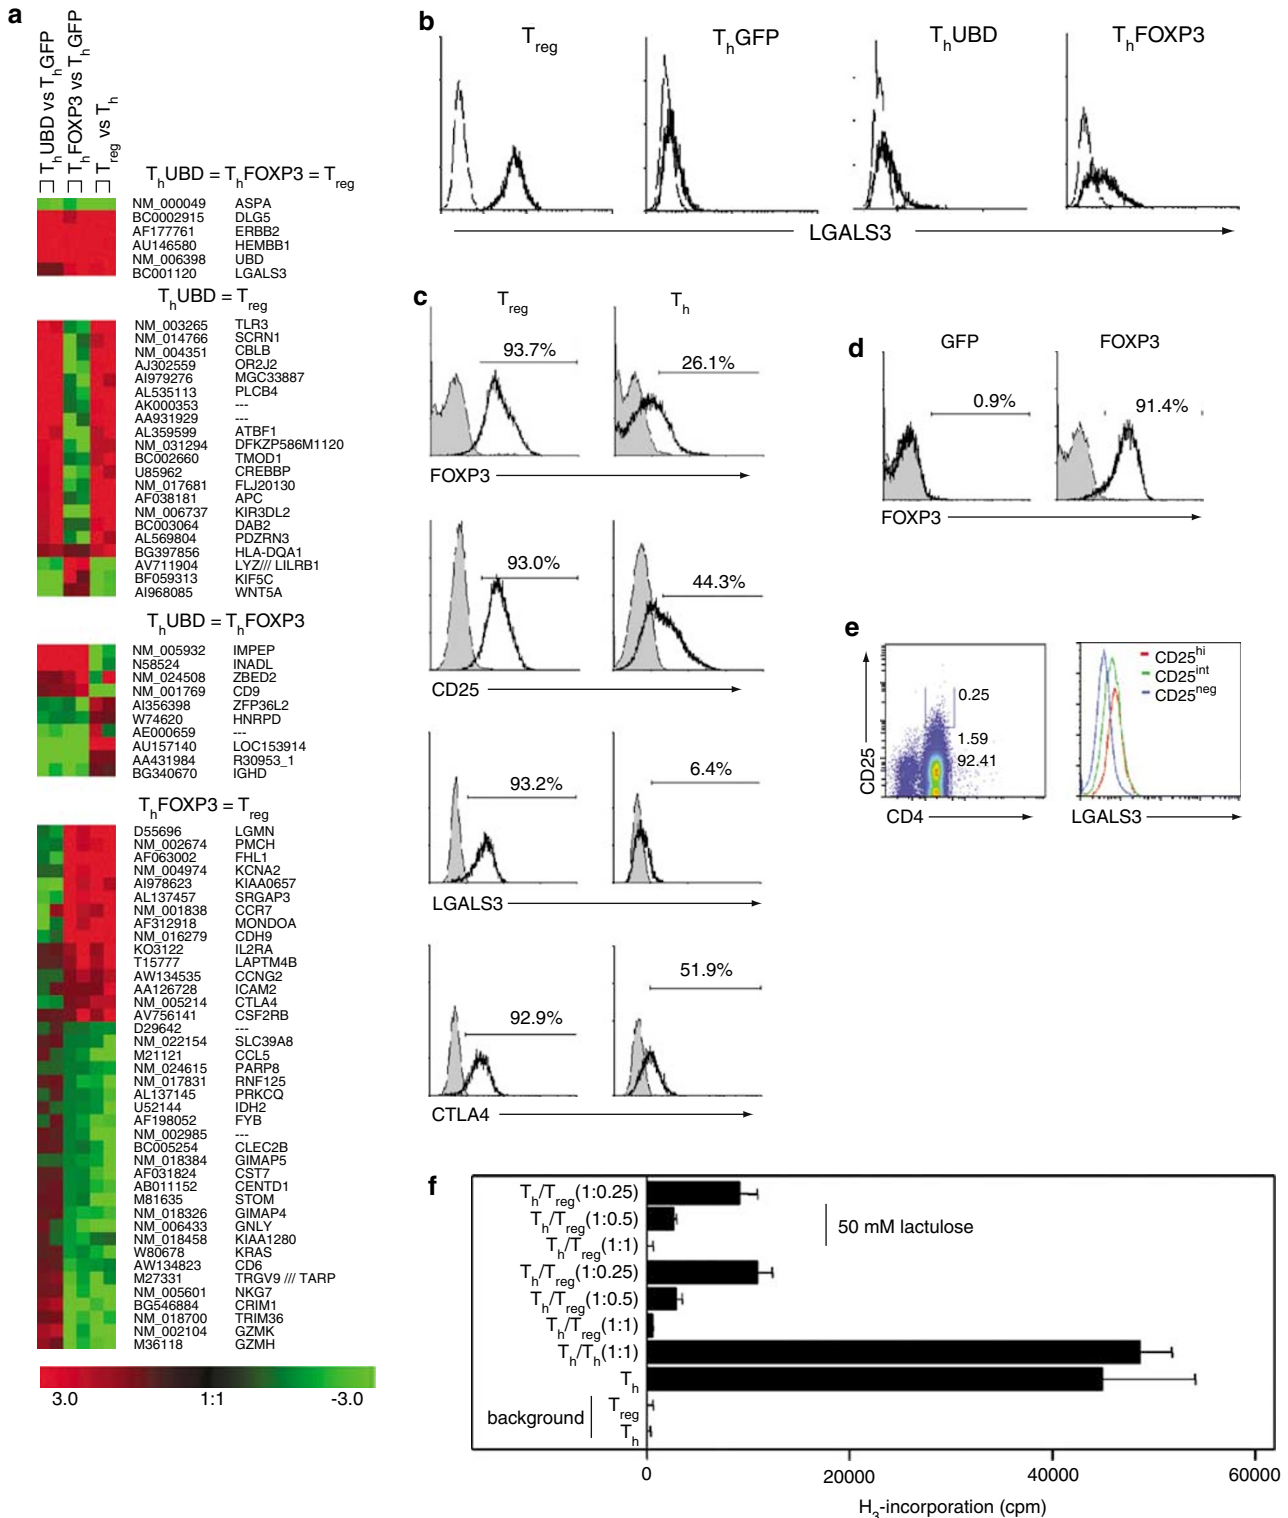 a
ThUBD vs ThGFP
ThFOXP3 vs ThGFP
Treg vs Th
ThUBD = ThFOXP3 = Treg
NM_000049 ASPA
BC0002915 DLG5
AF177761 ERBB2
AU146580 HEMBB1
NM_006398 UBD
BC001120 LGALS3
ThUBD = Treg
NM_003265 TLR3
NM_014766 SCRN1
NM_004351 CBLB
AJ302559 OR2J2
AI979276 MGC33887
AL535113 PLCB4
AK000353 ---
AA931929 ---
AL359599 ATBF1
NM_031294 DFKZP586M1120
BC002660 TMOD1
U85962 CREBBP
NM_017681 FLJ20130
AF038181 APC
NM_006737 KIR3DL2
BC003064 DAB2
AL569804 PDZRN3
BG397856 HLA-DQA1
AV711904 LYZ/// LILRB1
BF059313 KIF5C
AI968085 WNT5A
ThUBD = ThFOXP3
NM_005932 IMPEP
N58524 INADL
NM_024508 ZBED2
NM_001769 CD9
AI356398 ZFP36L2
W74620 HNRPD
AE000659 ---
AU157140 LOC153914
AA431984 R30953_1
BG340670 IGHD
ThFOXP3 = Treg
D55696 LGMN
NM_002674 PMCH
AF063002 FHL1
NM_004974 KCNA2
AI978623 KIAA0657
AL137457 SRGAP3
NM_001838 CCR7
AF312918 MONDOA
NM_016279 CDH9
KO3122 IL2RA
T15777 LAPTM4B
AW134535 CCNG2
AA126728 ICAM2
NM_005214 CTLA4
AV756141 CSF2RB
D29642 ---
NM_022154 SLC39A8
M21121 CCL5
NM_024615 PARP8
NM_017831 RNF125
AL137145 PRKCQ
U52144 IDH2
AF198052 FYB
NM_002985 ---
BC005254 CLEC2B
NM_018384 GIMAP5
AF031824 CST7
AB011152 CENTD1
M81635 STOM
NM_018326 GIMAP4
NM_006433 GNLY
NM_018458 KIAA1280
W80678 KRAS
AW134823 CD6
M27331 TRGV9 /// TARP
NM_005601 NKG7
BG546884 CRIM1
NM_018700 TRIM36
NM_002104 GZMK
M36118 GZMH
3.0 1:1 -3.0
b
Treg ThGFP ThUBD ThFOXP3
LGALS3
c
Treg Th
93.7% 26.1%
FOXP3
93.0% 44.3%
CD25
93.2% 6.4%
LGALS3
92.9% 51.9%
CTLA4
d
GFP FOXP3
0.9% 91.4%
FOXP3
e
0.25
1.59
92.41
CD25
CD4
CD25hi
CD25int
CD25neg
LGALS3
f
Th/Treg(1:0.25)
Th/Treg(1:0.5)
Th/Treg(1:1)
50 mM lactulose
Th/Treg(1:0.25)
Th/Treg(1:0.5)
Th/Treg(1:1)
Th/Th(1:1)
Th
background
Treg
Th
0 20000 40000 60000
H3-incorporation (cpm)